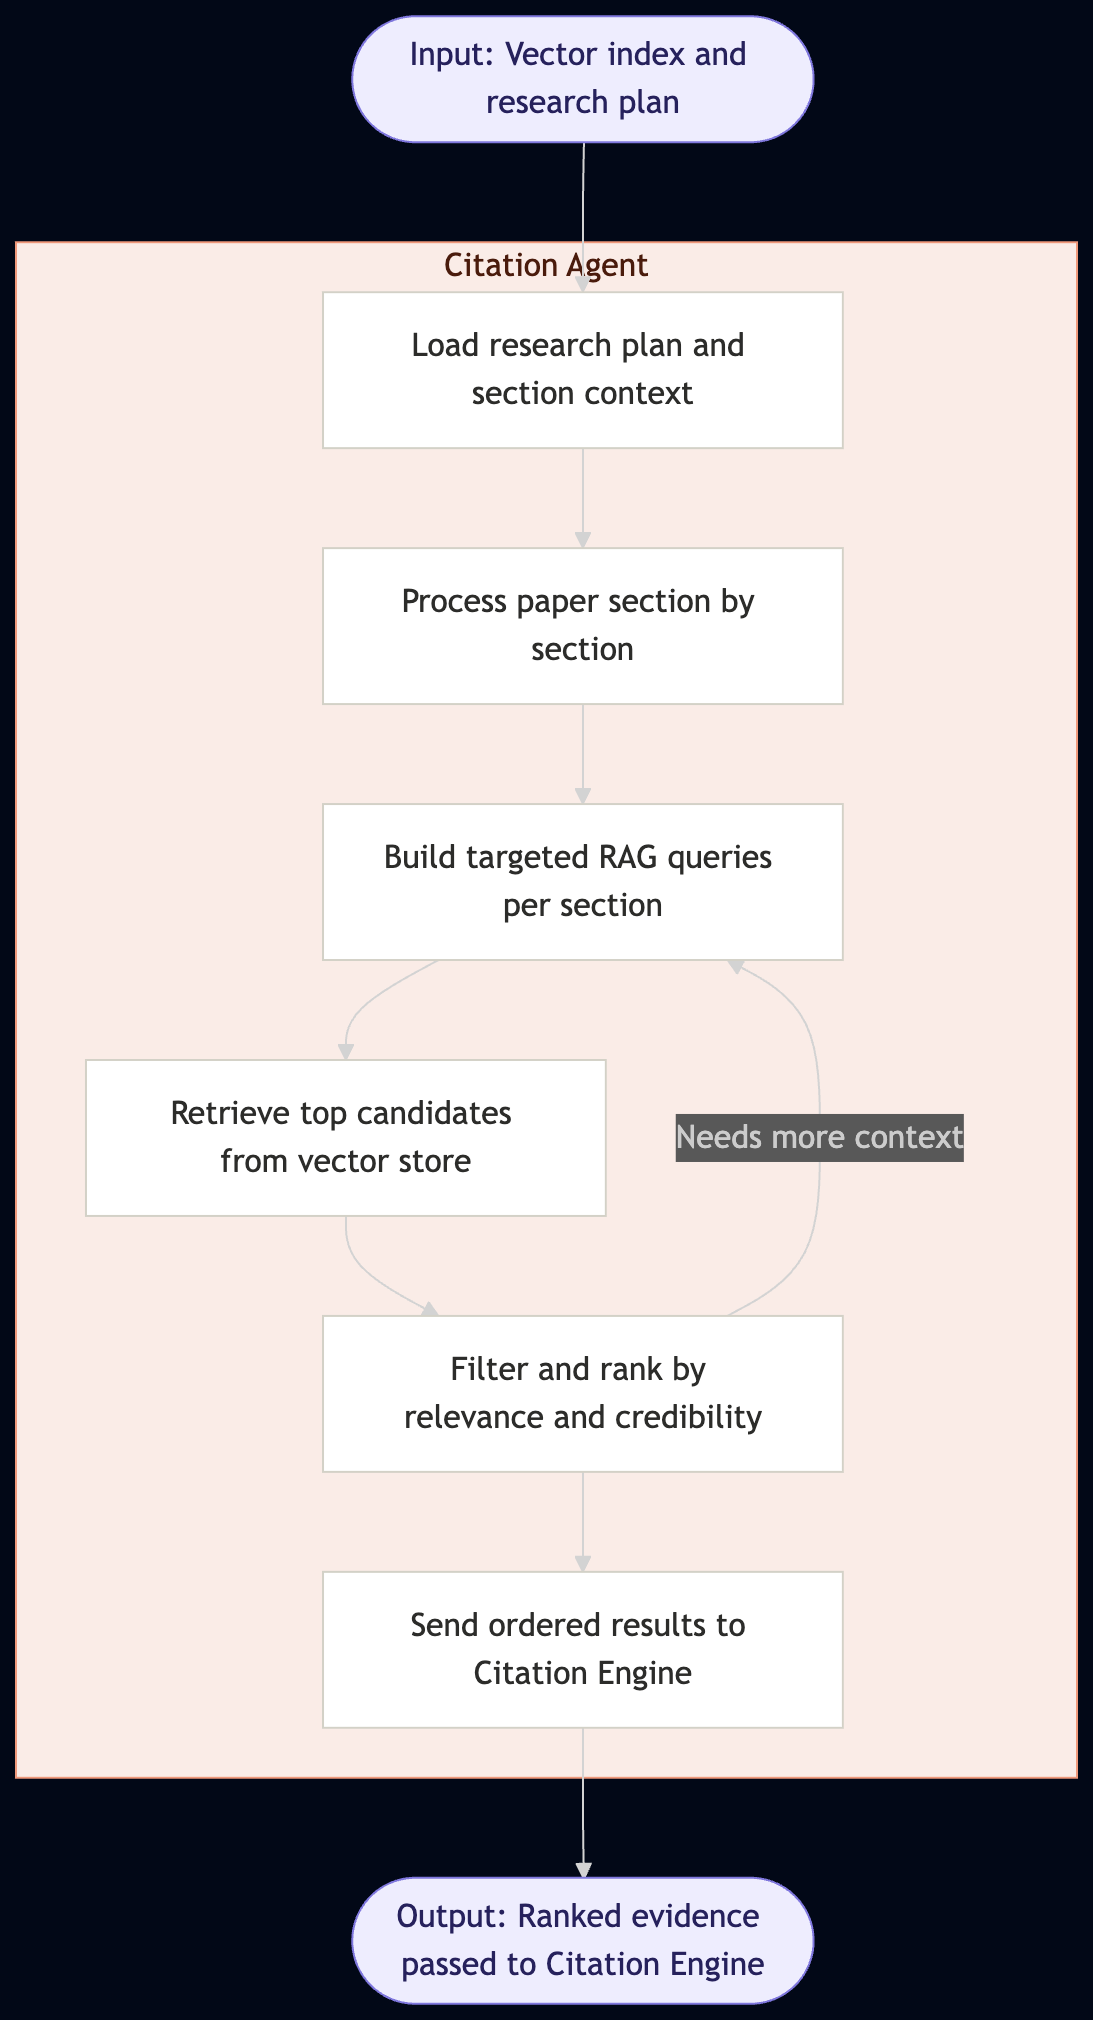 Input: Vector index and
research plan
Citation Agent
Load research plan and
section context
Process paper section by
section
Build targeted RAG queries
per section
Retrieve top candidates
from vector store
Needs more context
Filter and rank by
relevance and credibility
Send ordered results to
Citation Engine
Output: Ranked evidence
passed to Citation Engine